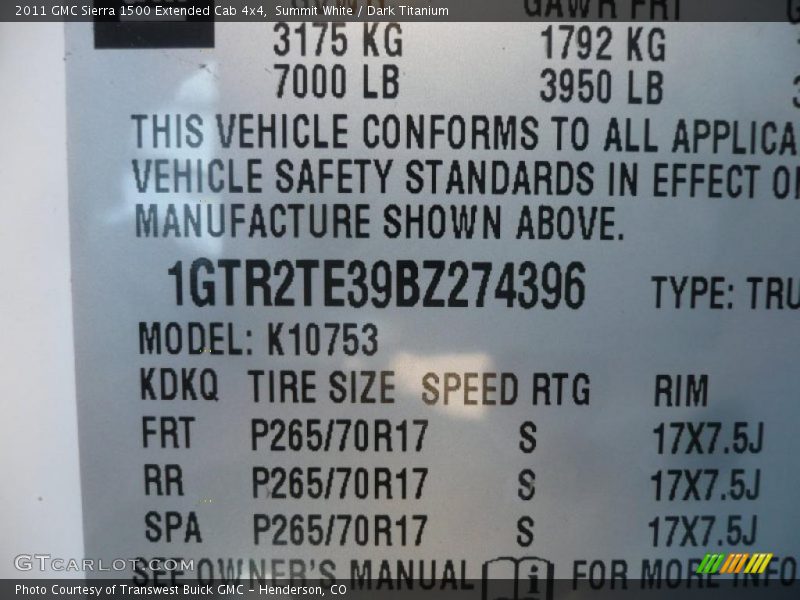 2011 GMC Sierra 1500 Extended Cab 4x4, Summit White / Dark Titanium
GAWR FRT
3175 KG 1792 KG
7000 LB 3950 LB
THIS VEHICLE CONFORMS TO ALL APPLICA
VEHICLE SAFETY STANDARDS IN EFFECT O
MANUFACTURE SHOWN ABOVE.
1GTR2TE39BZ274396 TYPE: TRU
MODEL: K10753
KDKQ TIRE SIZE SPEED RTG RIM
FRT P265/70R17 S 17X7.5J
RR P265/70R17 S 17X7.5J
SPA P265/70R17 S 17X7.5J
SEE OWNER'S MANUAL i FOR MORE INFO
GTcarlot.com
Photo Courtesy of Transwest Buick GMC - Henderson, CO